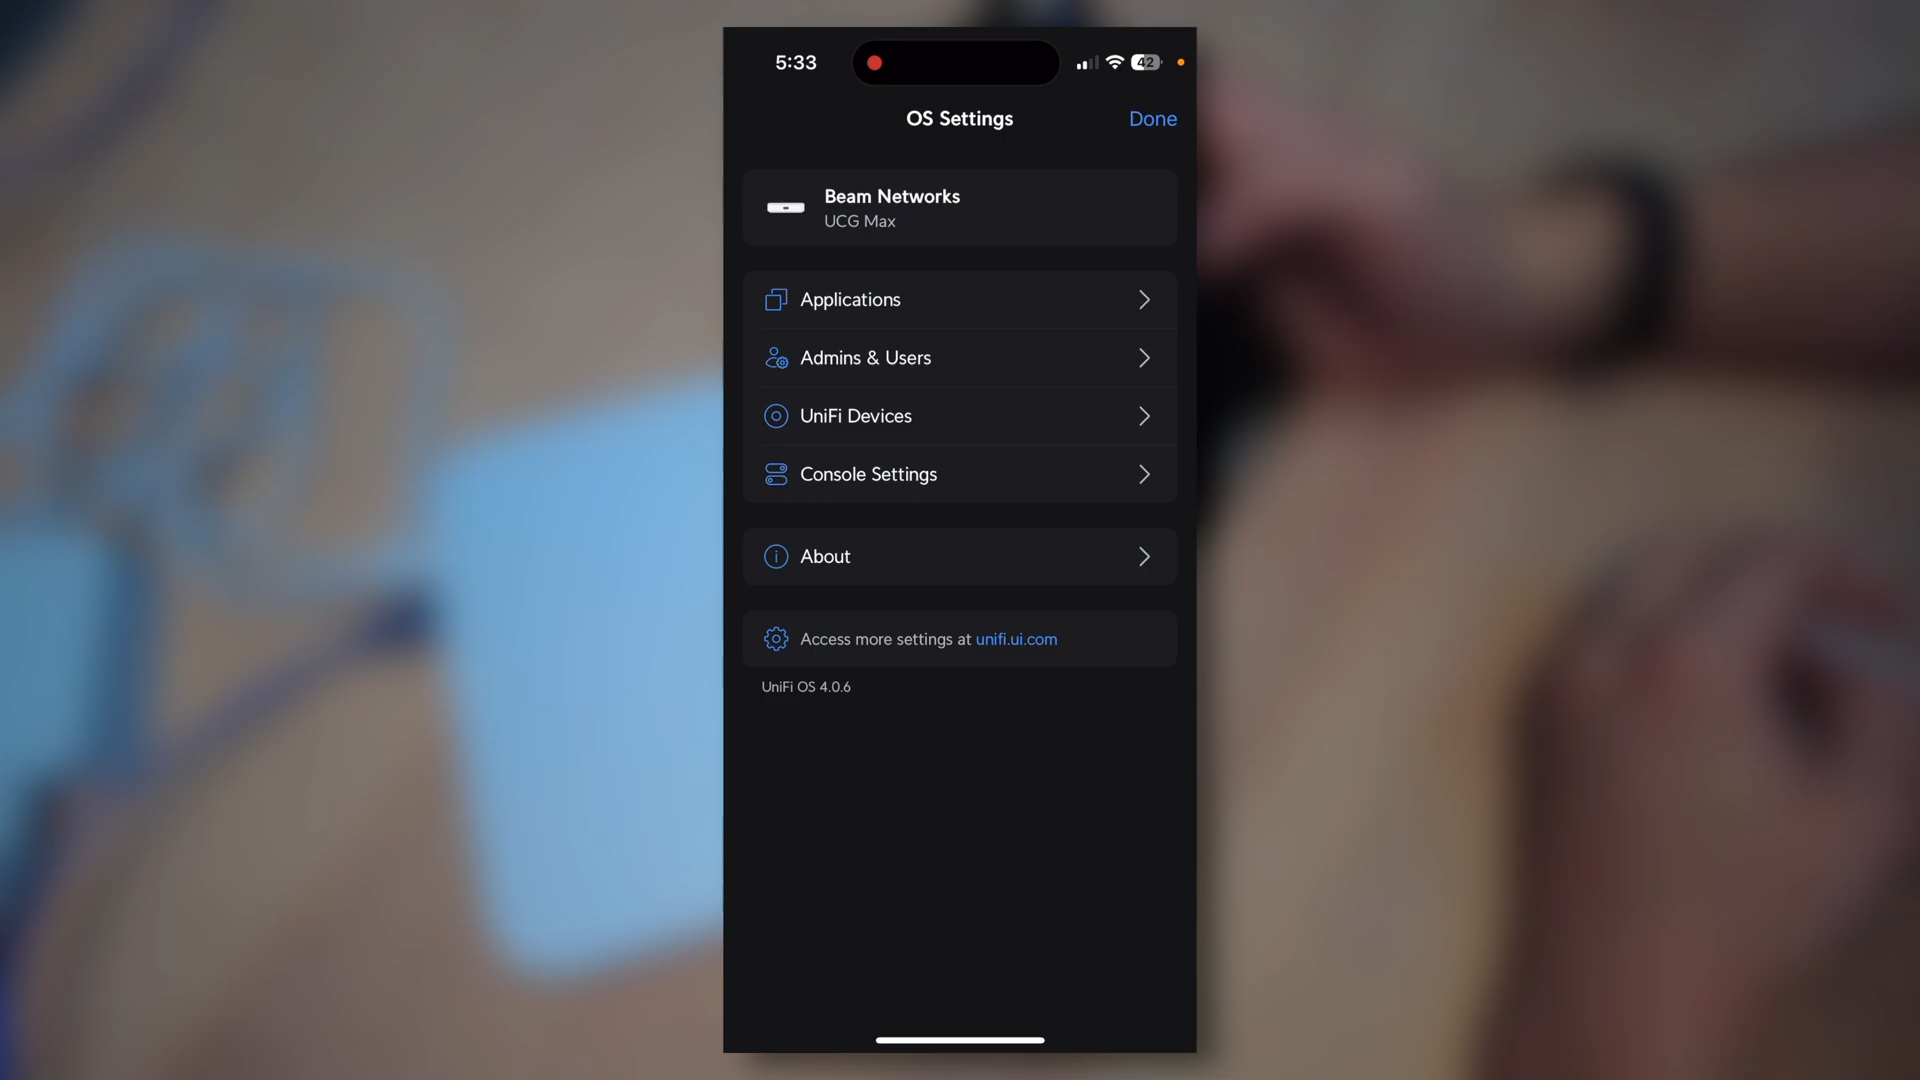 5:33
42
OS Settings
Done
Beam Networks
UCG Max
Applications
Admins & Users
UniFi Devices
Console Settings
About
Access more settings at unifi.ui.com
UniFi OS 4.0.6